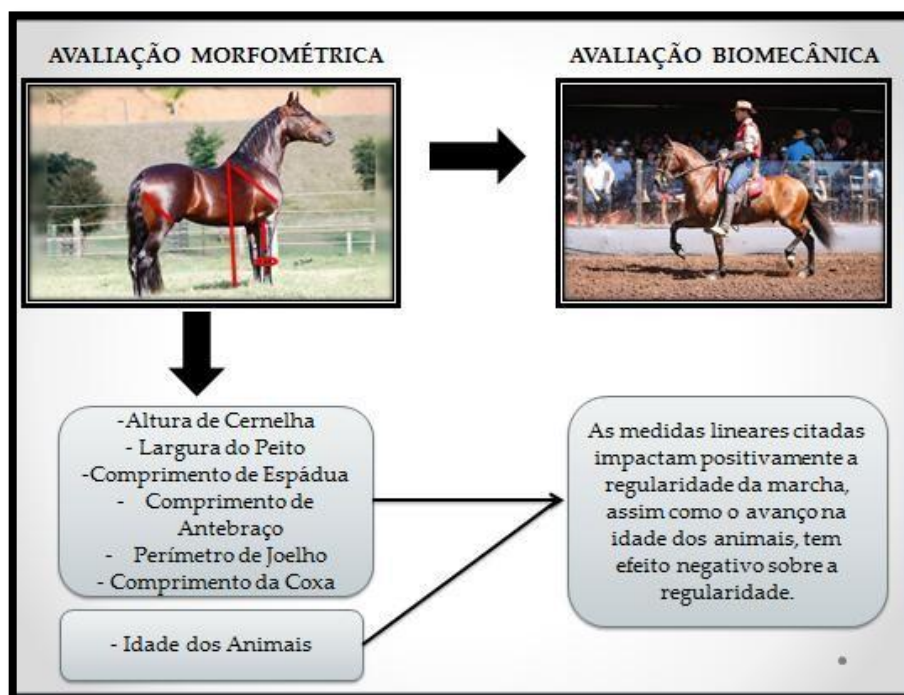 AVALIAÇÃO MORFOMÉTRICA
AVALIAÇÃO BIOMECÂNICA
-Altura de Cernelha
- Largura do Peito
-Comprimento de Espádua
- Comprimento de
Antebraço
- Perímetro de Joelho
- Comprimento da Coxa
- Idade dos Animais
As medidas lineares citadas
impactam positivamente a
regularidade da marcha,
assim como o avanço na
idade dos animais, tem
efeito negativo sobre a
regularidade.